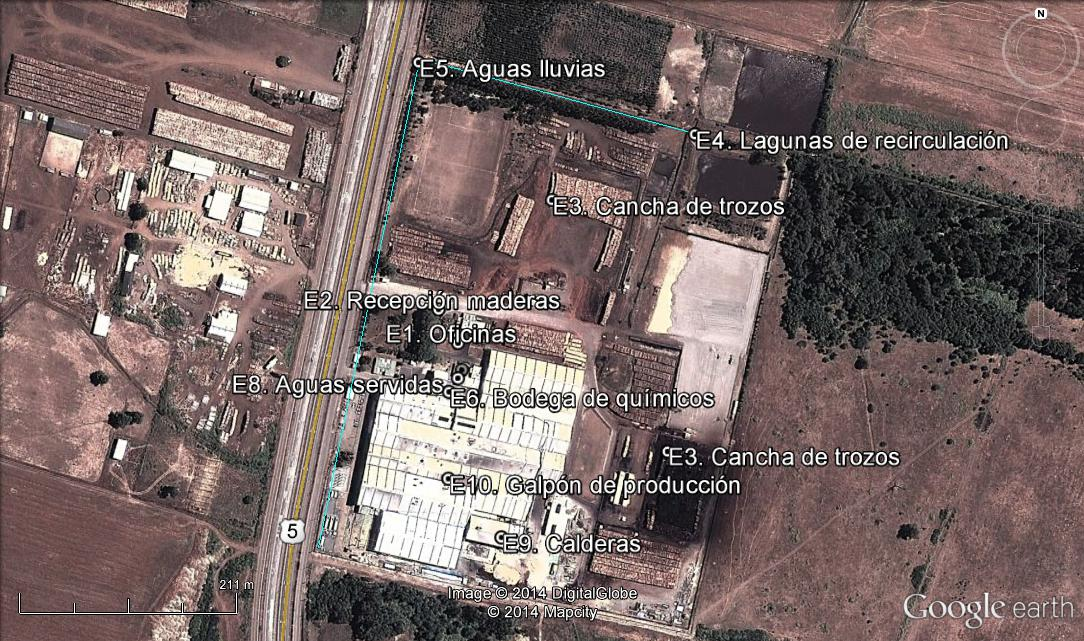 N
E5. Aguas lluvias
E4. Lagunas de recirculación
E3. Cancha de trozos
E2. Recepción maderas
E1. Oficinas
E8. Aguas servidas
E6. Bodega de químicos
E3. Cancha de trozos
E10. Galpón de producción
5
E9. Calderas
211 m
Image © 2014 DigitalGlobe
© 2014 Mapcity
Google earth